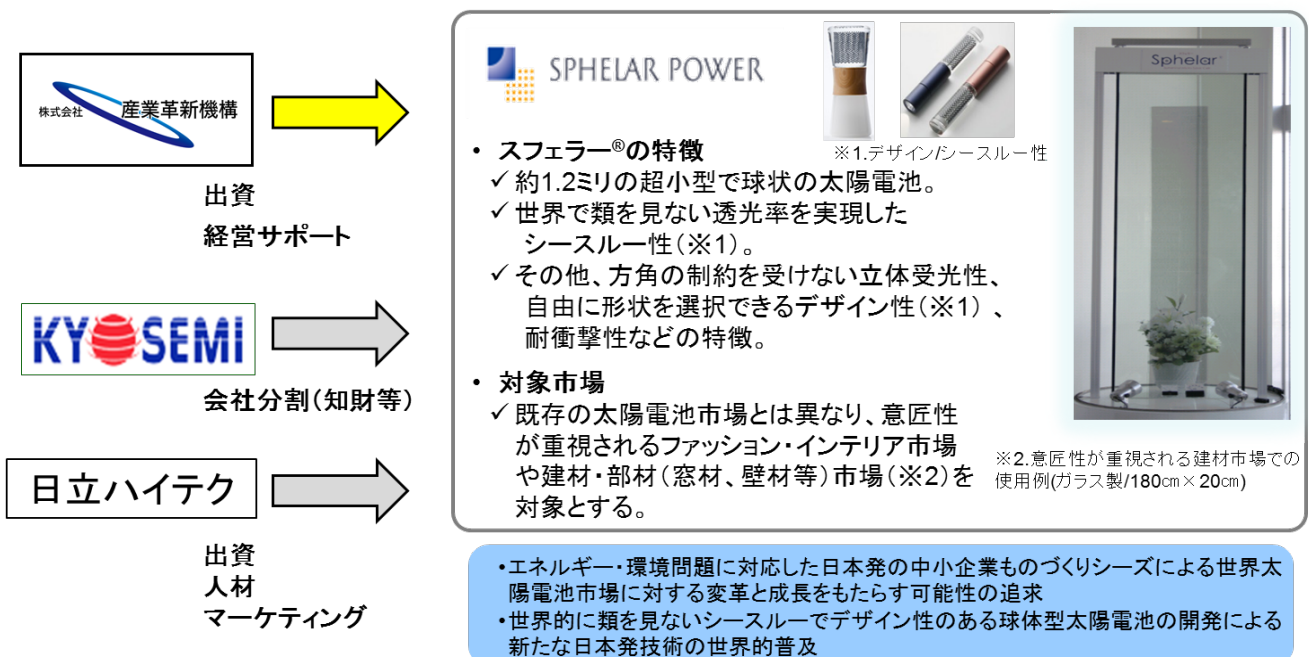 株式会社 産業革新機構
出資
経営サポート
KYOSEMI
会社分割（知財等）
日立ハイテク
出資
人材
マーケティング
SPHELAR POWER
※1.デザイン/シースルー性
・ スフェラー®の特徴
✓ 約1.2ミリの超小型で球状の太陽電池。
✓ 世界で類を見ない透光率を実現した
シースルー性（※1）。
✓ その他、方角の制約を受けない立体受光性、
自由に形状を選択できるデザイン性（※1）、
耐衝撃性などの特徴。
・ 対象市場
✓ 既存の太陽電池市場とは異なり、意匠性
が重視されるファッション・インテリア市場
や建材・部材（窓材、壁材等）市場（※2）を
対象とする。
Sphelar
※2.意匠性が重視される建材市場での
使用例(ガラス製/180㎝×20㎝)
・エネルギー・環境問題に対応した日本発の中小企業ものづくりシーズによる世界太
陽電池市場に対する変革と成長をもたらす可能性の追求
・世界的に類を見ないシースルーでデザイン性のある球体型太陽電池の開発による
新たな日本発技術の世界的普及